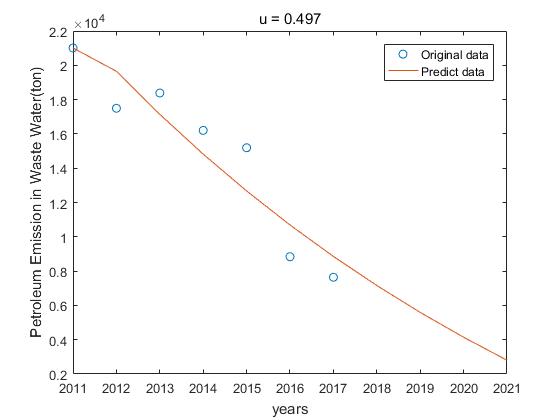 u = 0.497
×10⁴
2.2
2
1.8
1.6
1.4
1.2
1
0.8
0.6
0.4
0.2
Petroleum Emission in Waste Water(ton)
Original data
Predict data
2011 2012 2013 2014 2015 2016 2017 2018 2019 2020 2021
years